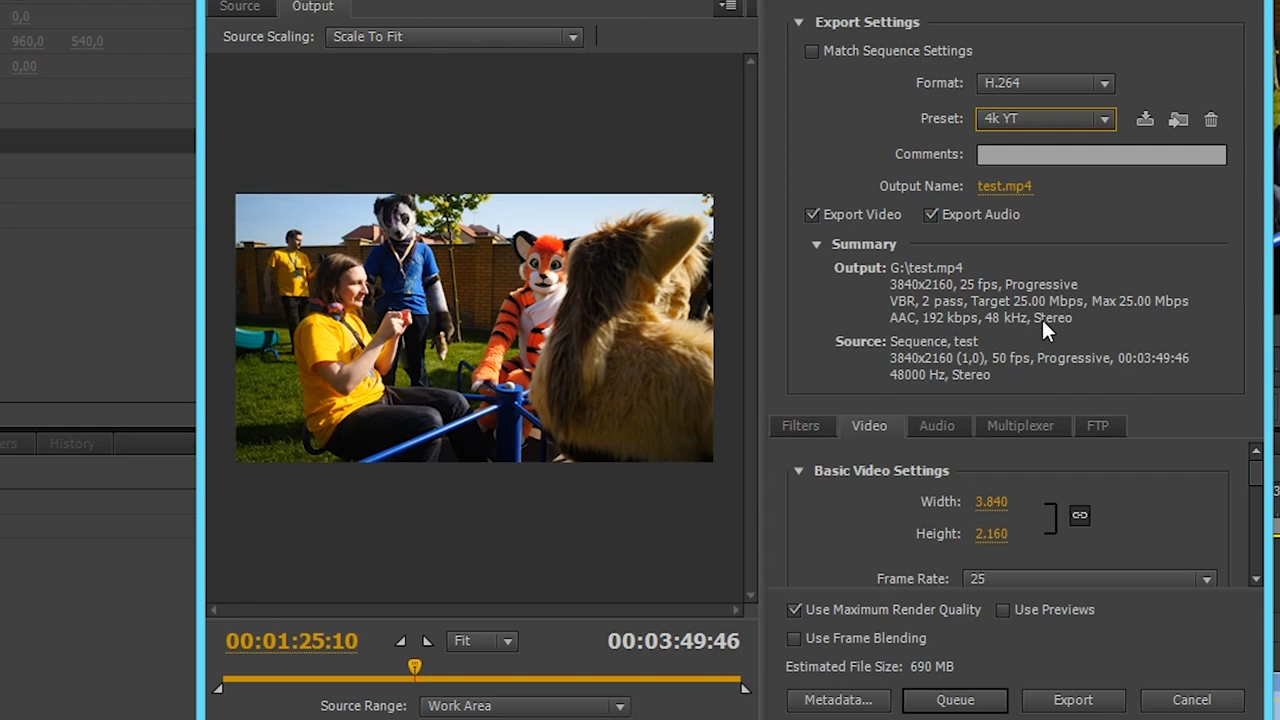 0,0
960,0 540,0
0,00
ers History
Source Output
Source Scaling: Scale To Fit
00:01:25:10 Fit 00:03:49:46
Source Range: Work Area
Export Settings
Match Sequence Settings
Format: H.264
Preset: 4k YT
Comments:
Output Name: test.mp4
Export Video Export Audio
Summary
Output: G:\test.mp4
3840x2160, 25 fps, Progressive
VBR, 2 pass, Target 25.00 Mbps, Max 25.00 Mbps
AAC, 192 kbps, 48 kHz, Stereo
Source: Sequence, test
3840x2160 (1,0), 50 fps, Progressive, 00:03:49:46
48000 Hz, Stereo
Filters Video Audio Multiplexer FTP
Basic Video Settings
Width: 3.840
Height: 2.160
Frame Rate: 25
Use Maximum Render Quality Use Previews
Use Frame Blending
Estimated File Size: 690 MB
Metadata... Queue Export Cancel